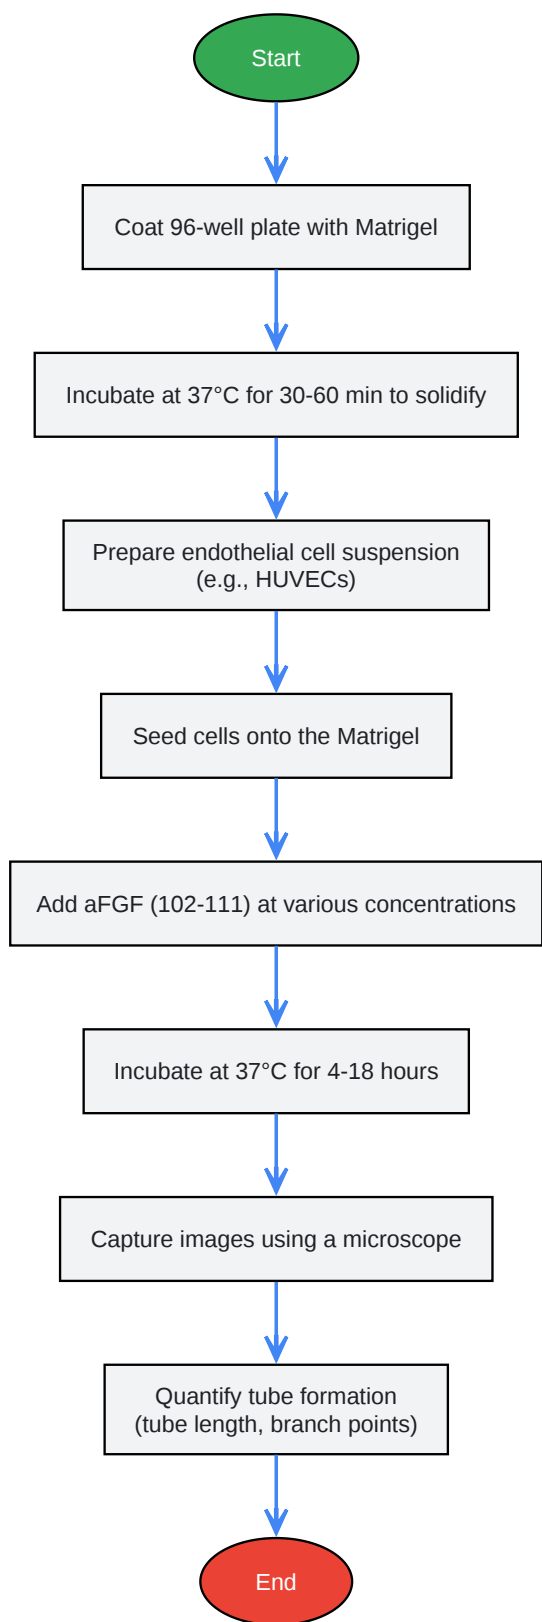 Start
Coat 96-well plate with Matrigel
Incubate at 37°C for 30-60 min to solidify
Prepare endothelial cell suspension
(e.g., HUVECs)
Seed cells onto the Matrigel
Add aFGF (102-111) at various concentrations
Incubate at 37°C for 4-18 hours
Capture images using a microscope
Quantify tube formation
(tube length, branch points)
End